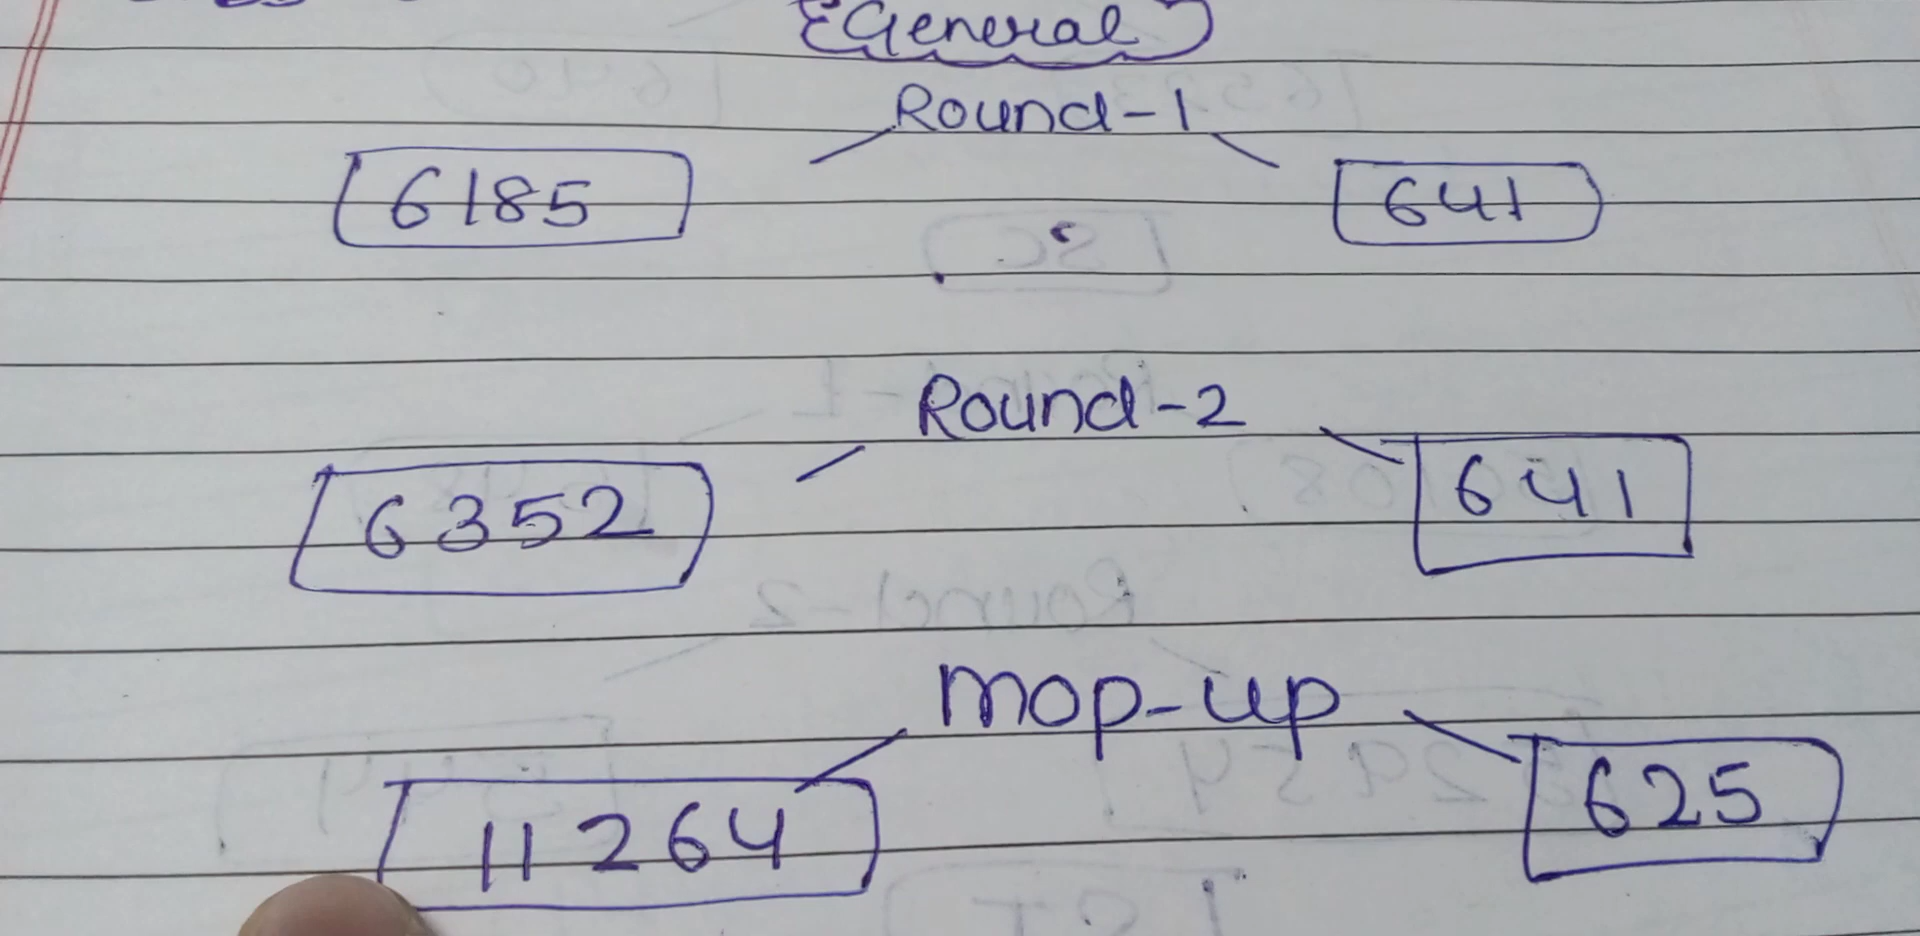 General
Round-1
6185 641
Round-2
6352 641
Mop-up
11264 625